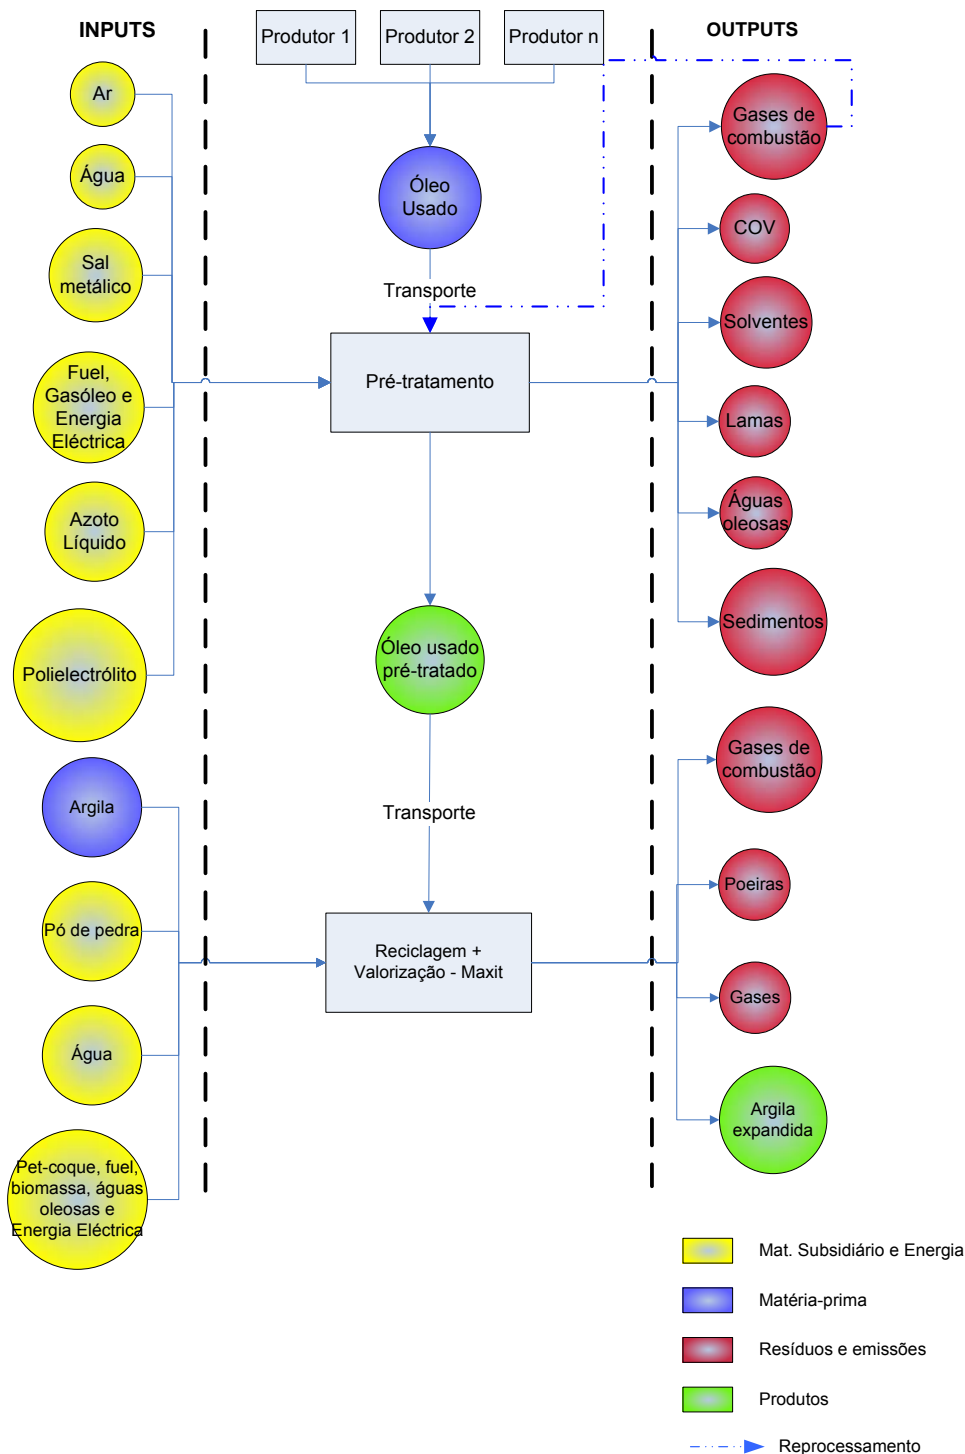 INPUTS
Produtor 1
Produtor 2
Produtor n
OUTPUTS
Ar
Água
Sal
metálico
Fuel,
Gasóleo e
Energia
Eléctrica
Azoto
Líquido
Polielectrólito
Argila
Pó de pedra
Água
Pet-coque, fuel,
biomassa, águas
oleosas e
Energia Eléctrica
Óleo
Usado
Transporte
Pré-tratamento
Óleo usado
pré-tratado
Transporte
Reciclagem +
Valorização - Maxit
Gases de
combustão
COV
Solventes
Lamas
Águas
oleosas
Sedimentos
Gases de
combustão
Poeiras
Gases
Argila
expandida
Mat. Subsidiário e Energia
Matéria-prima
Resíduos e emissões
Produtos
Reprocessamento